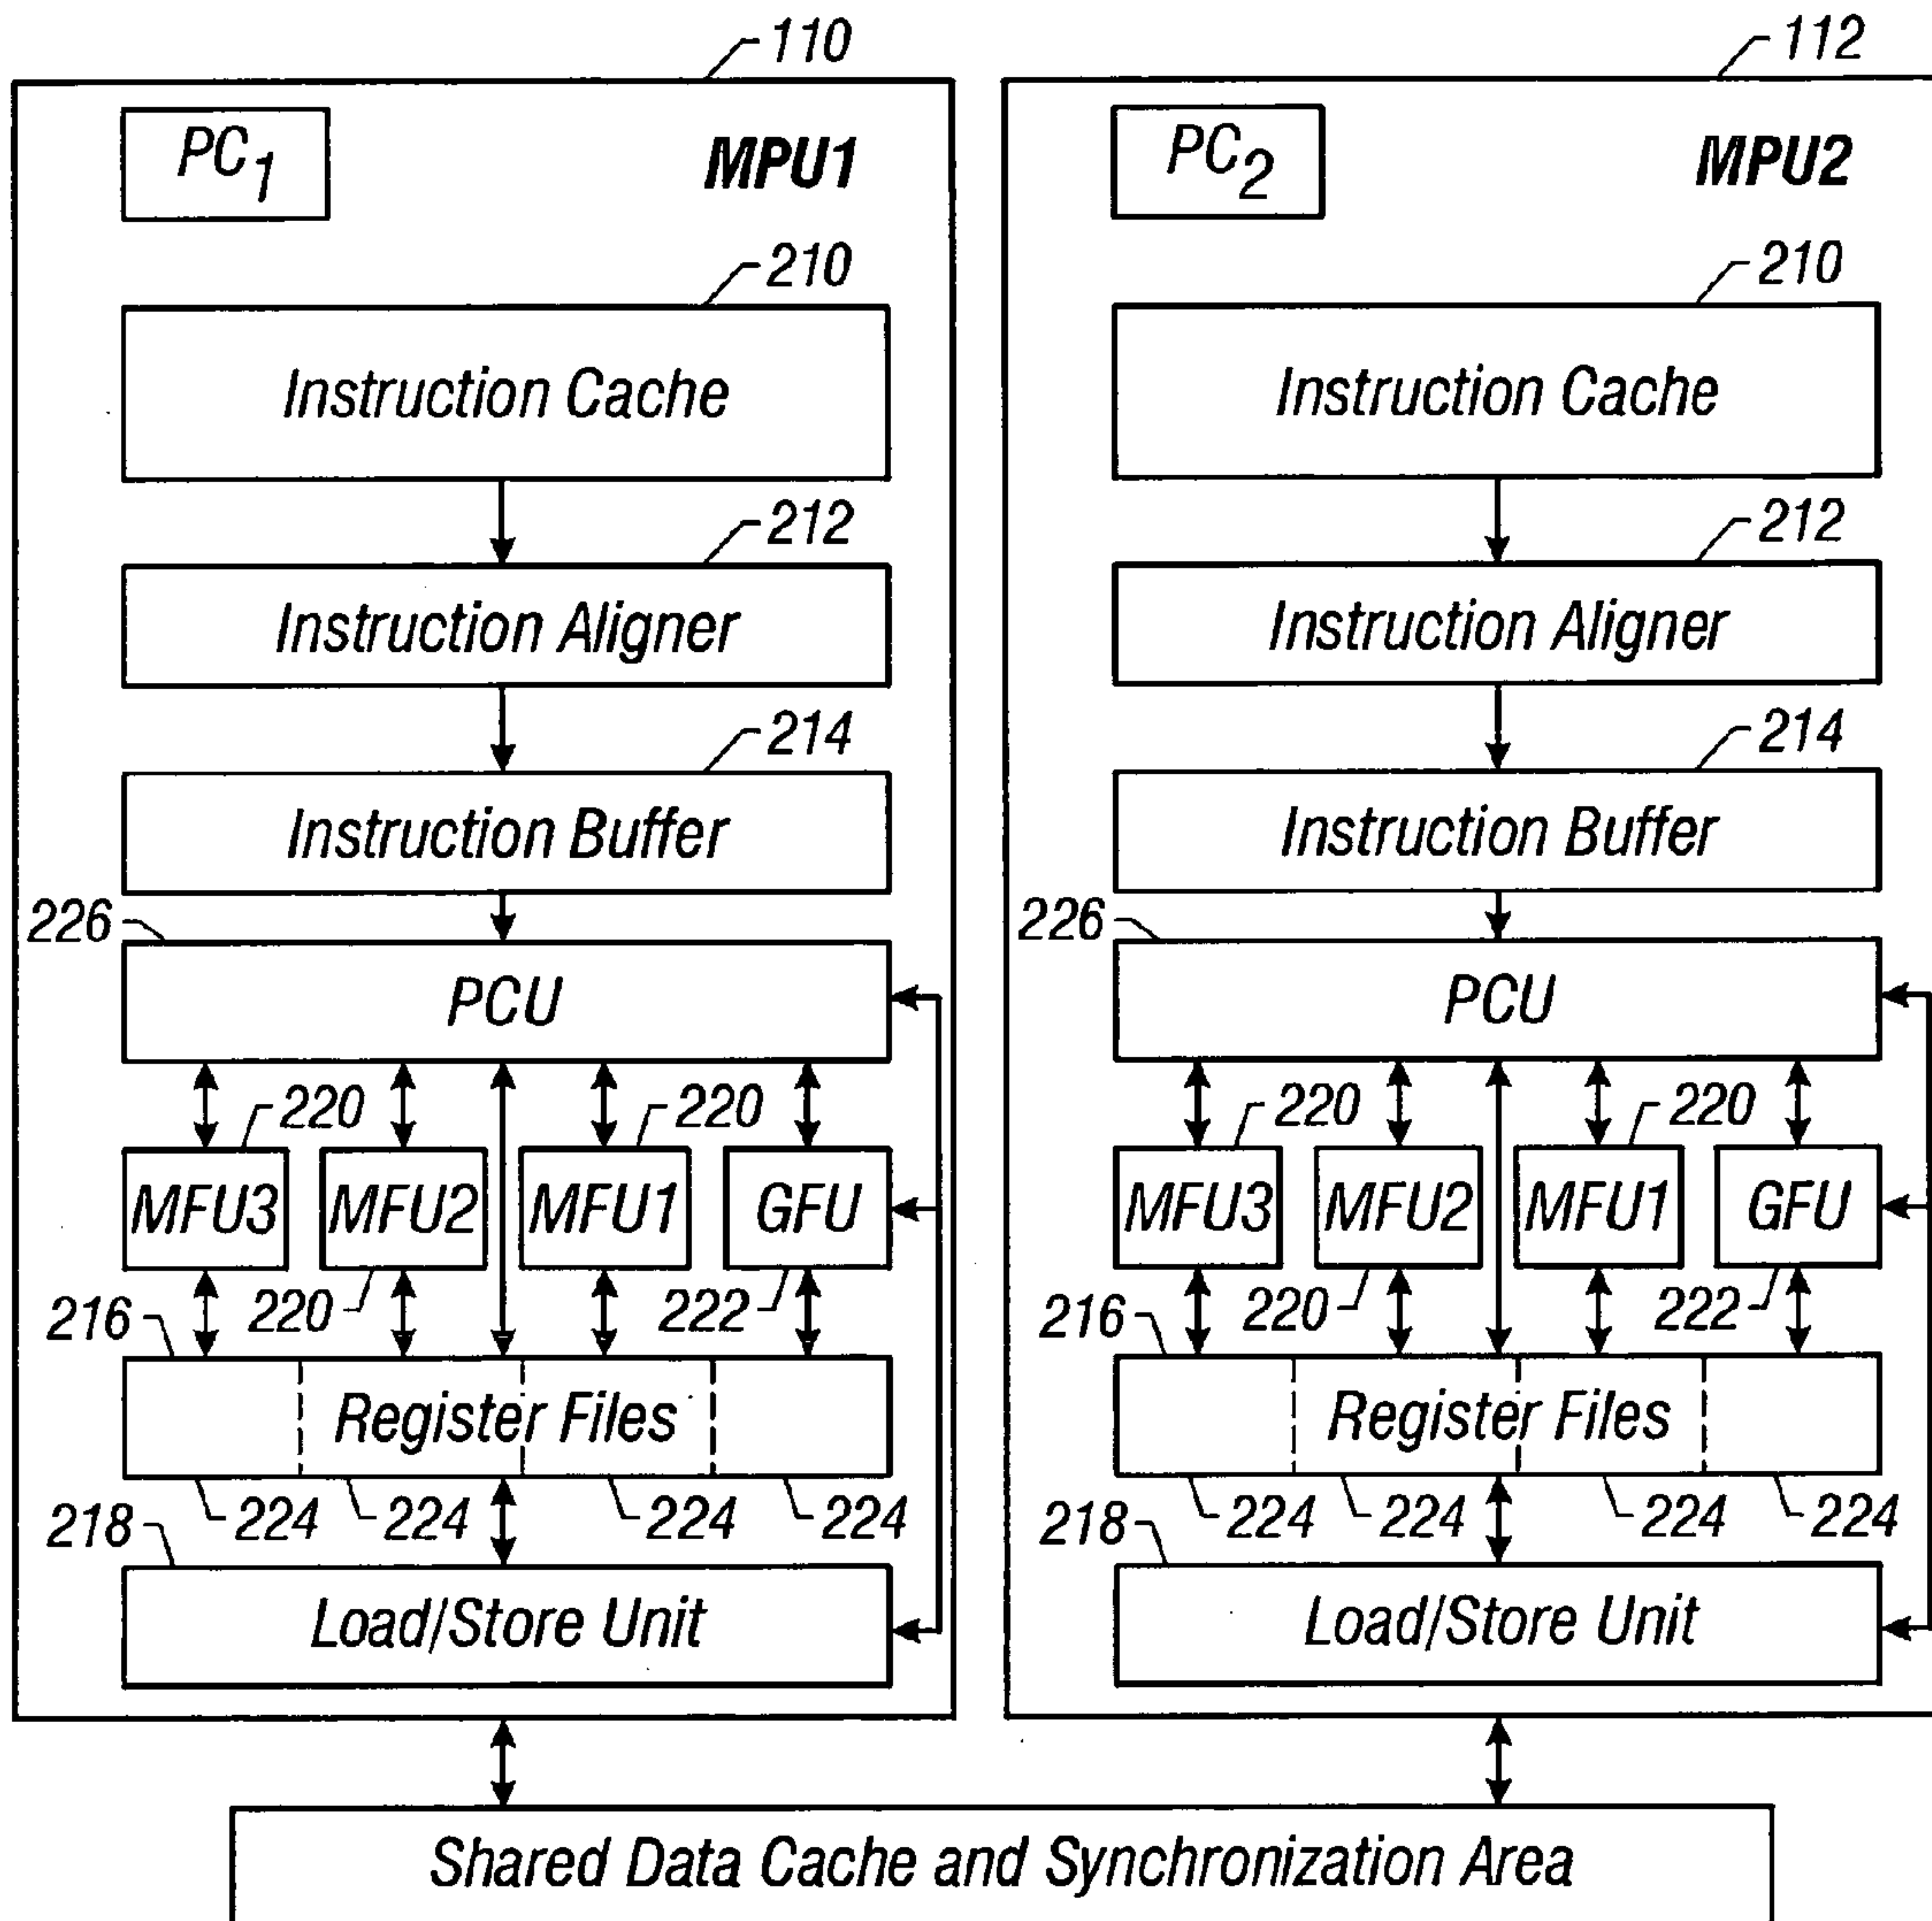 110
PC1
MPU1
210
Instruction Cache
212
Instruction Aligner
214
Instruction Buffer
226
PCU
220
220
MFU3
MFU2
MFU1
GFU
220
222
216
Register Files
224
224
224
224
218
Load/Store Unit
112
PC2
MPU2
210
Instruction Cache
212
Instruction Aligner
214
Instruction Buffer
226
PCU
220
220
MFU3
MFU2
MFU1
GFU
220
222
216
Register Files
224
224
224
224
218
Load/Store Unit
Shared Data Cache and Synchronization Area